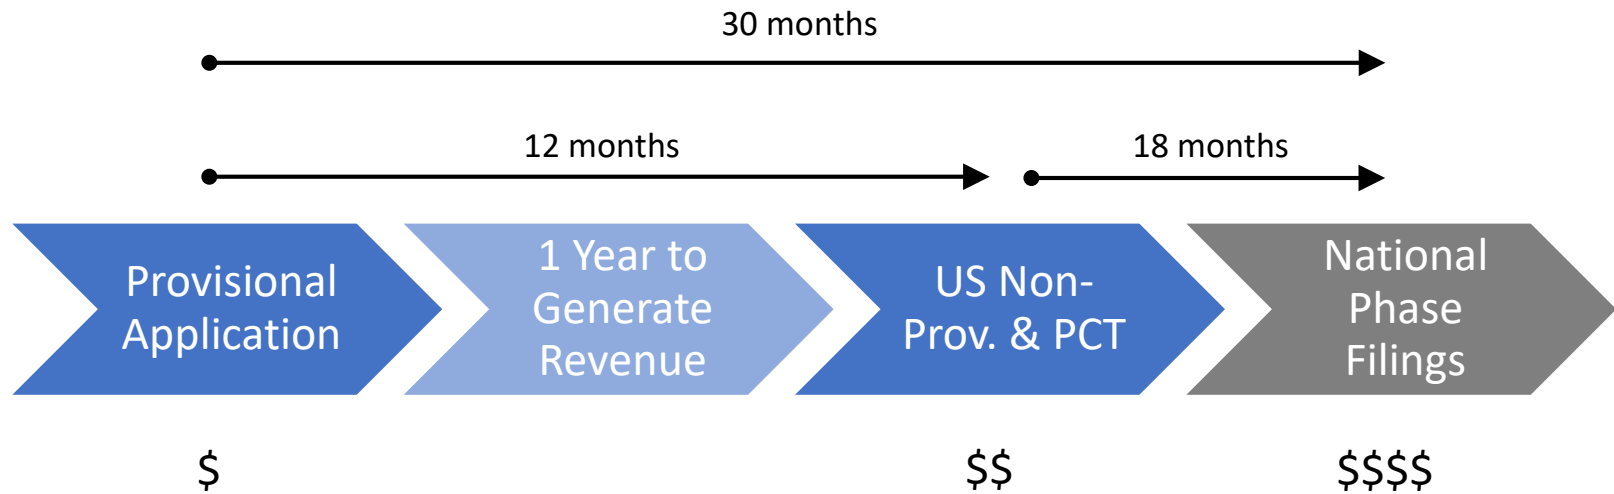 30 months
12 months
18 months
Provisional
Application
1 Year to
Generate
Revenue
US Non-
Prov. & PCT
National
Phase
Filings
$
$$
$$$$